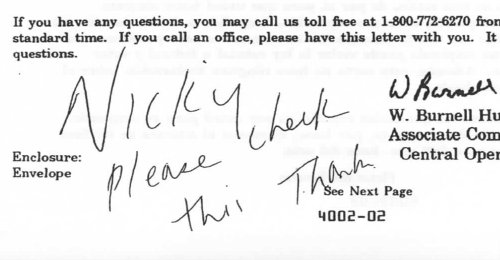 If you have any questions, you may call us toll free at 1-800-772-6270 from
standard time. If you call an office, please have this letter with you. It
questions.
Nicky check
please
this Thank
W Burnell
W. Burnell Hu
Associate Com
Central Oper
Enclosure:
Envelope
See Next Page
4002-02